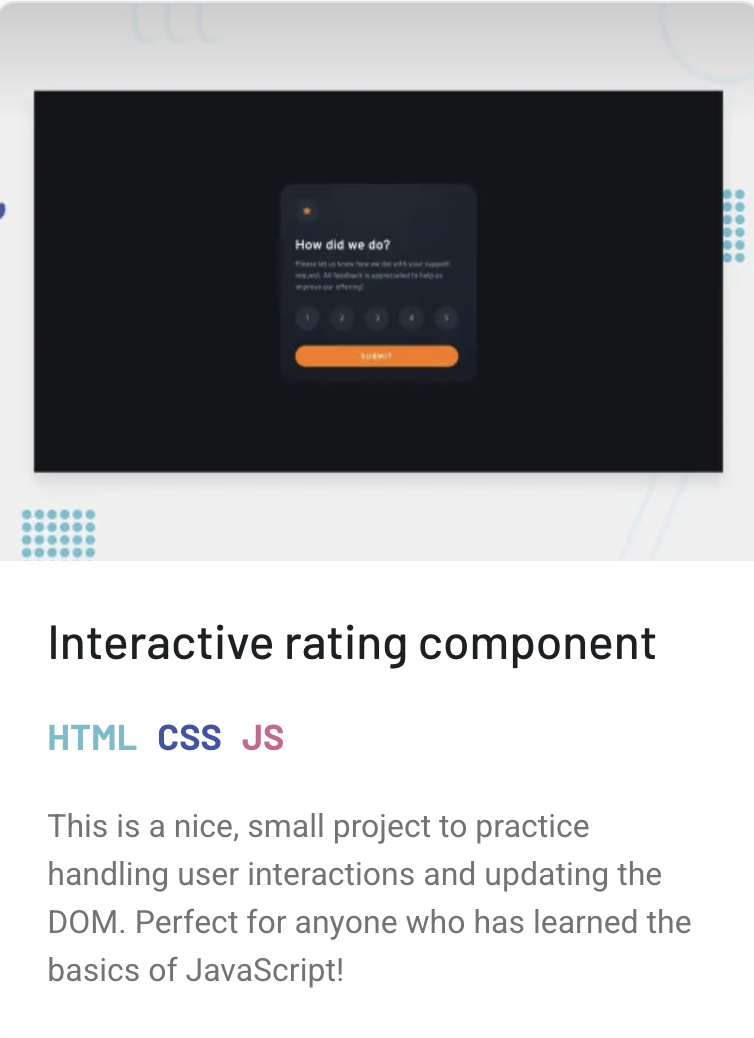 How did we do?
Please let us know how we did with your support
request. All feedback is appreciated to help us
improve our offering!
1 2 3 4 5
SUBMIT
Interactive rating component
HTML CSS JS
This is a nice, small project to practice
handling user interactions and updating the
DOM. Perfect for anyone who has learned the
basics of JavaScript!